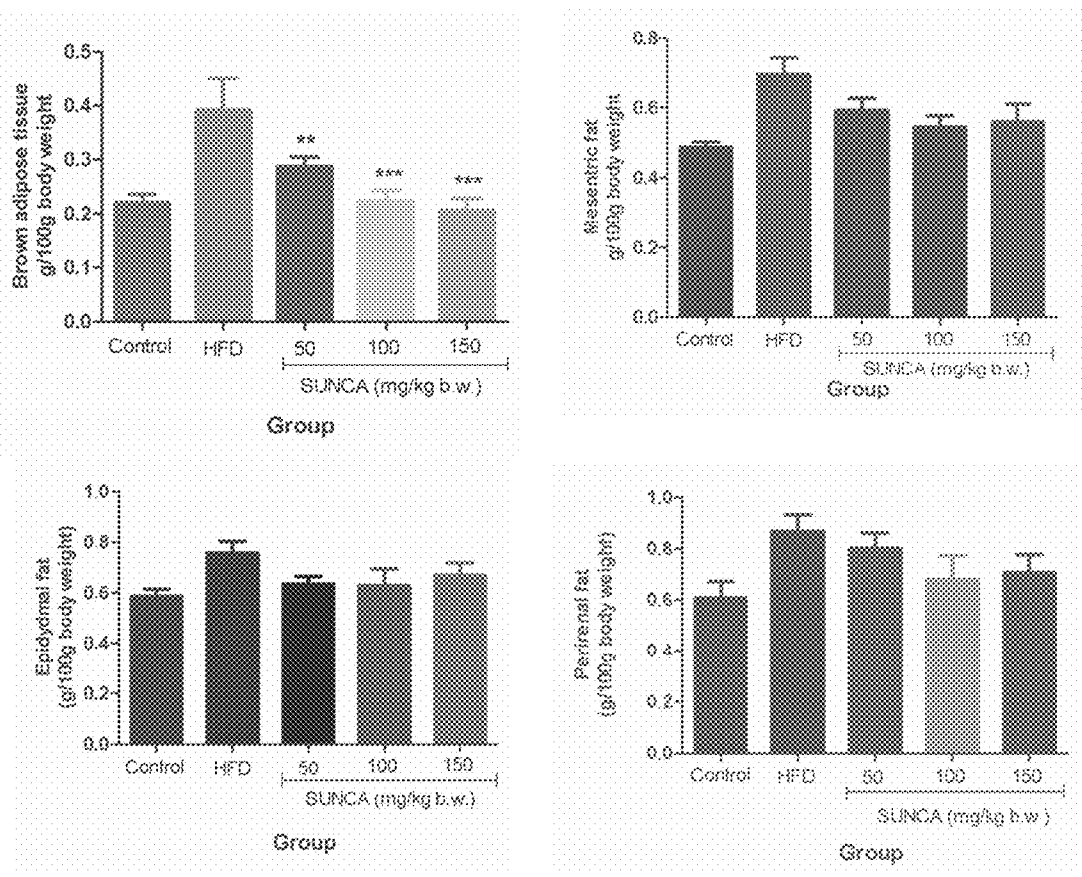 Brown adipose tissue
g/100g body weight
0.5
0.4
0.3
0.2
0.1
0.0
**
***
***
Control HFD 50 100 150
SUNCA (mg/kg b.w.)
Group
Mesentric fat
g/100g body weight
0.8
0.6
0.4
0.2
0.0
Control HFD 50 100 150
SUNCA (mg/kg b.w.)
Group
Epidydmal fat
(g/100g body weight)
1.0
0.8
0.6
0.4
0.2
0.0
Control HFD 50 100 150
SUNCA (mg/kg b.w.)
Group
Perirenal fat
(g/100g body weight)
1.0
0.8
0.6
0.4
0.2
0.0
Control HFD 50 100 150
SUNCA (mg/kg b.w.)
Group